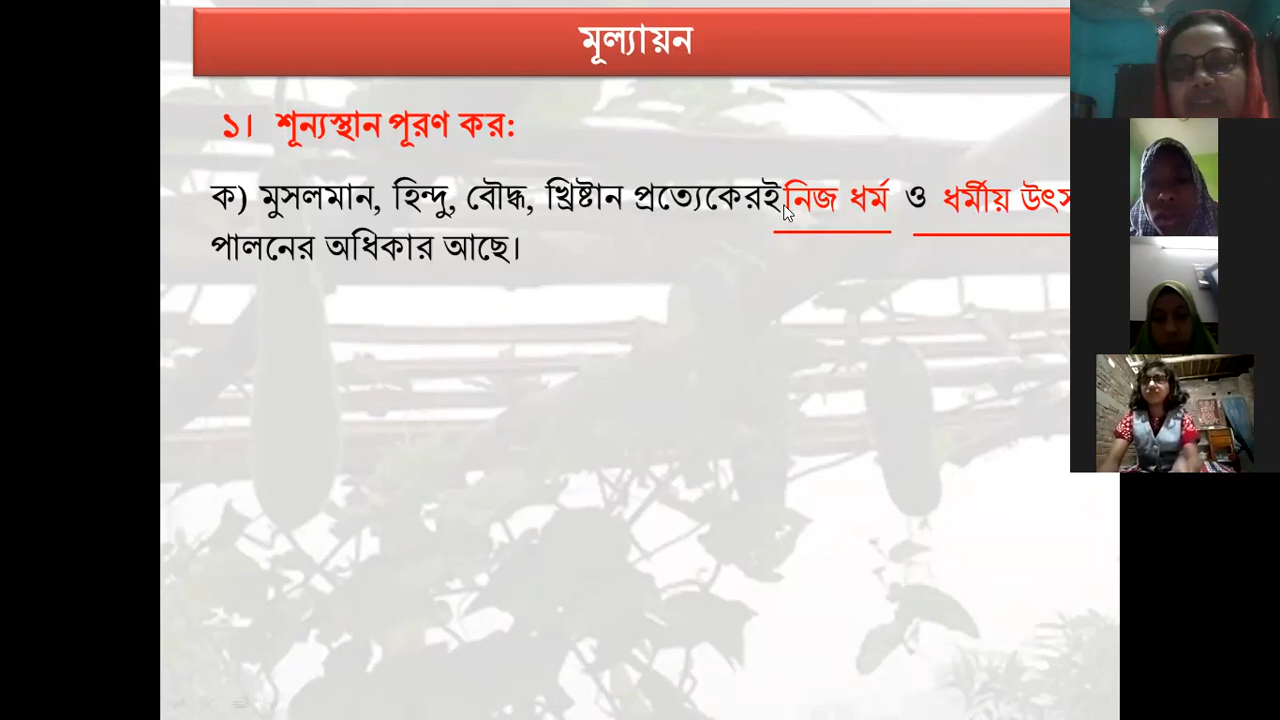 মূল্যায়ন
১। শূন্যস্থান পূরণ কর:
ক) মুসলমান, হিন্দু, বৌদ্ধ, খ্রিষ্টান প্রত্যেকেরই নিজ ধর্ম ও ধর্মীয়
পালনের অধিকার আছে।